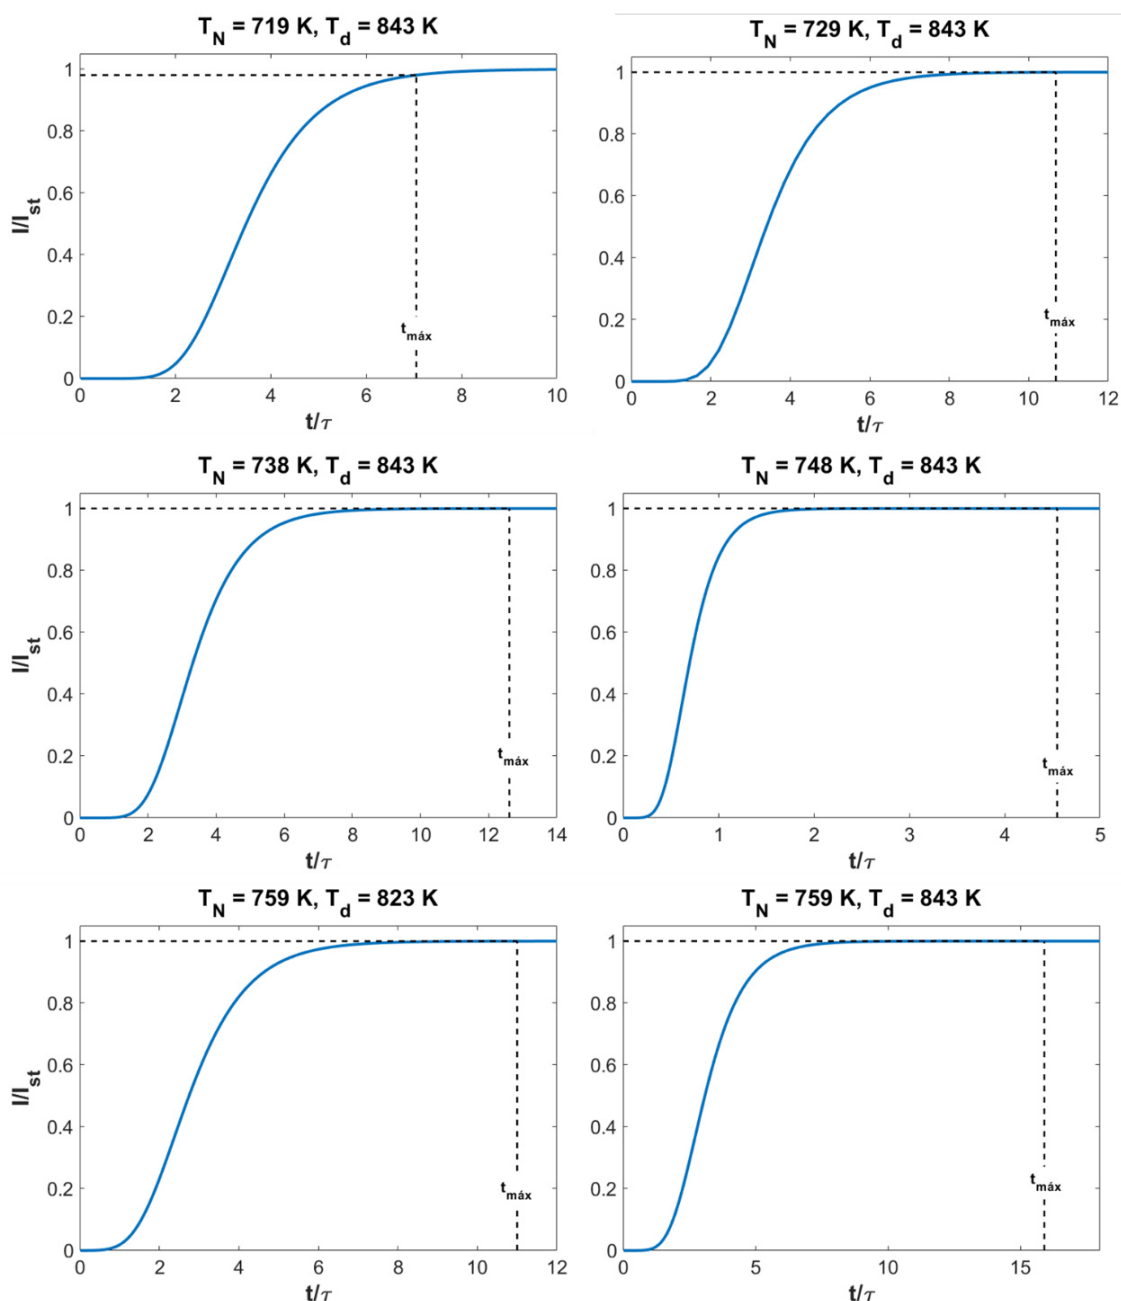 T_N = 719 K, T_d = 843 K
1
0.8
0.6
0.4
0.2
0
I/I_st
t_máx
0 2 4 6 8 10
t/τ
T_N = 729 K, T_d = 843 K
1
0.8
0.6
0.4
0.2
0
t_máx
0 2 4 6 8 10 12
t/τ
T_N = 738 K, T_d = 843 K
1
0.8
0.6
0.4
0.2
0
I/I_st
t_máx
0 2 4 6 8 10 12 14
t/τ
T_N = 748 K, T_d = 843 K
1
0.8
0.6
0.4
0.2
0
t_máx
0 1 2 3 4 5
t/τ
T_N = 759 K, T_d = 823 K
1
0.8
0.6
0.4
0.2
0
I/I_st
t_máx
0 2 4 6 8 10 12
t/τ
T_N = 759 K, T_d = 843 K
1
0.8
0.6
0.4
0.2
0
t_máx
0 5 10 15
t/τ